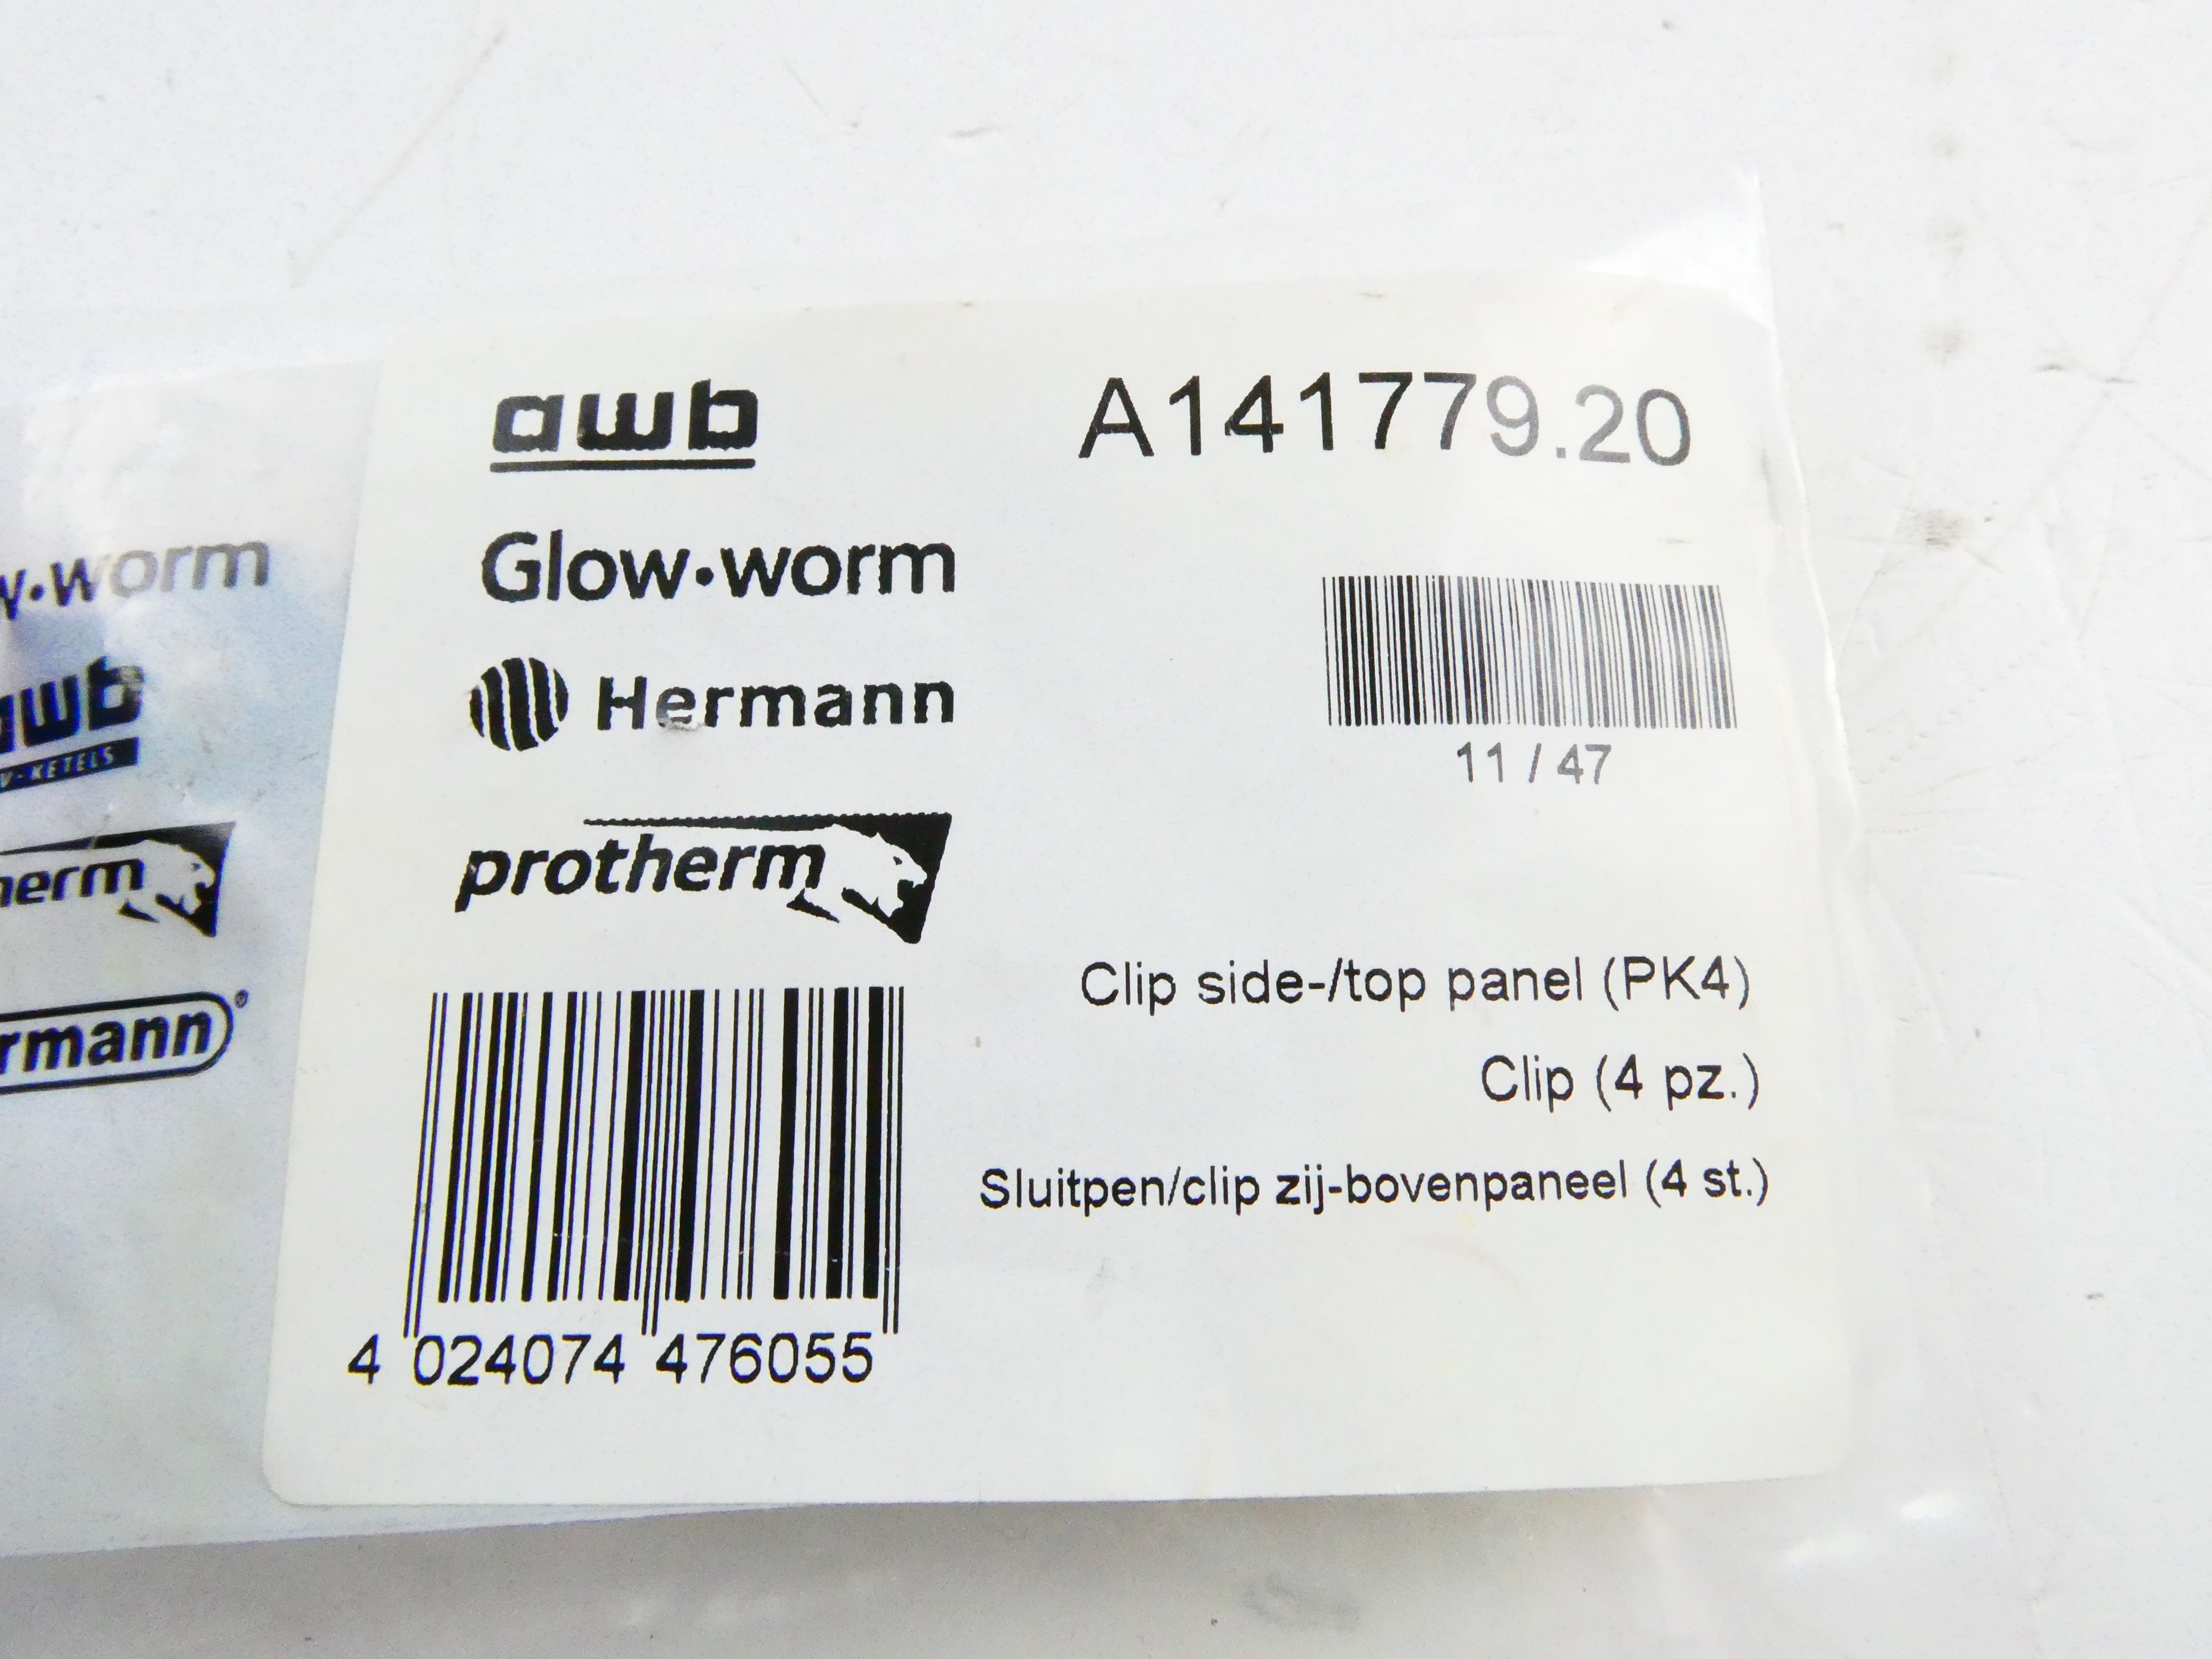 w·worm
awb
V-KETELS
herm
rmann®
awb
A141779.20
Glow·worm
Hermann
11 / 47
protherm
Clip side-/top panel (PK4)
Clip (4 pz.)
Sluitpen/clip zij-bovenpaneel (4 st.)
4 024074 476055